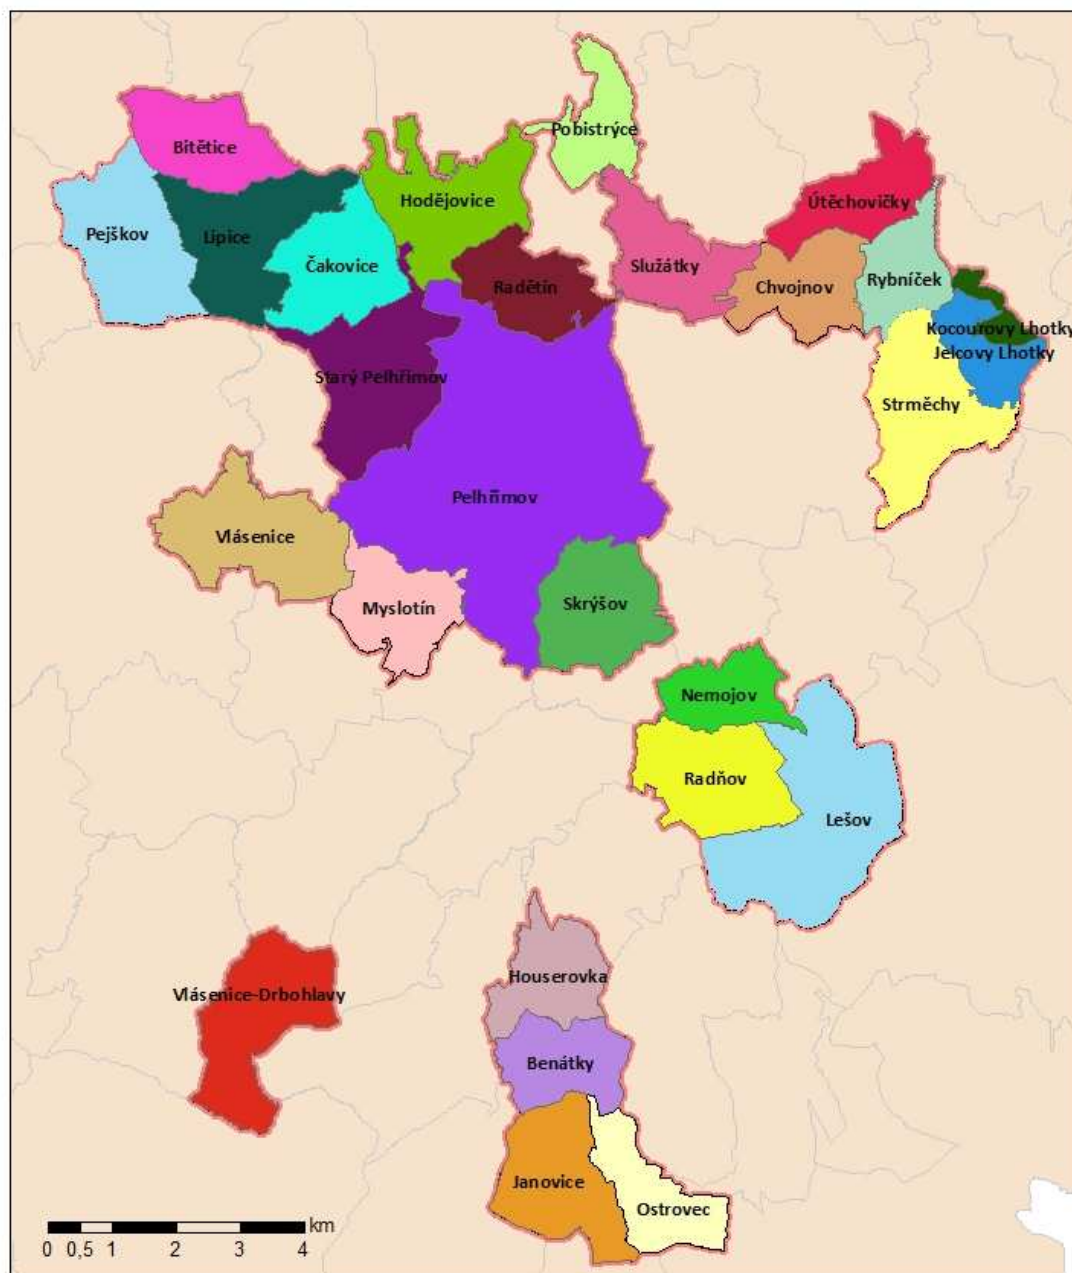 Pobistrýce
Bitětice
Hodějovice
Útěchovičky
Pejškov
Lipice
Čakovice
Radětín
Služátky
Chvojnov
Rybníček
Kocourovy Lhotky
Jelcovy Lhotky
Starý Pelhřimov
Strměchy
Pelhřimov
Vlásenice
Myslotín
Skrýšov
Nemojov
Radňov
Lešov
Houserovka
Vlásenice-Drbohlavy
Benátky
Janovice
Ostrovec
km
0 0,5 1 2 3 4